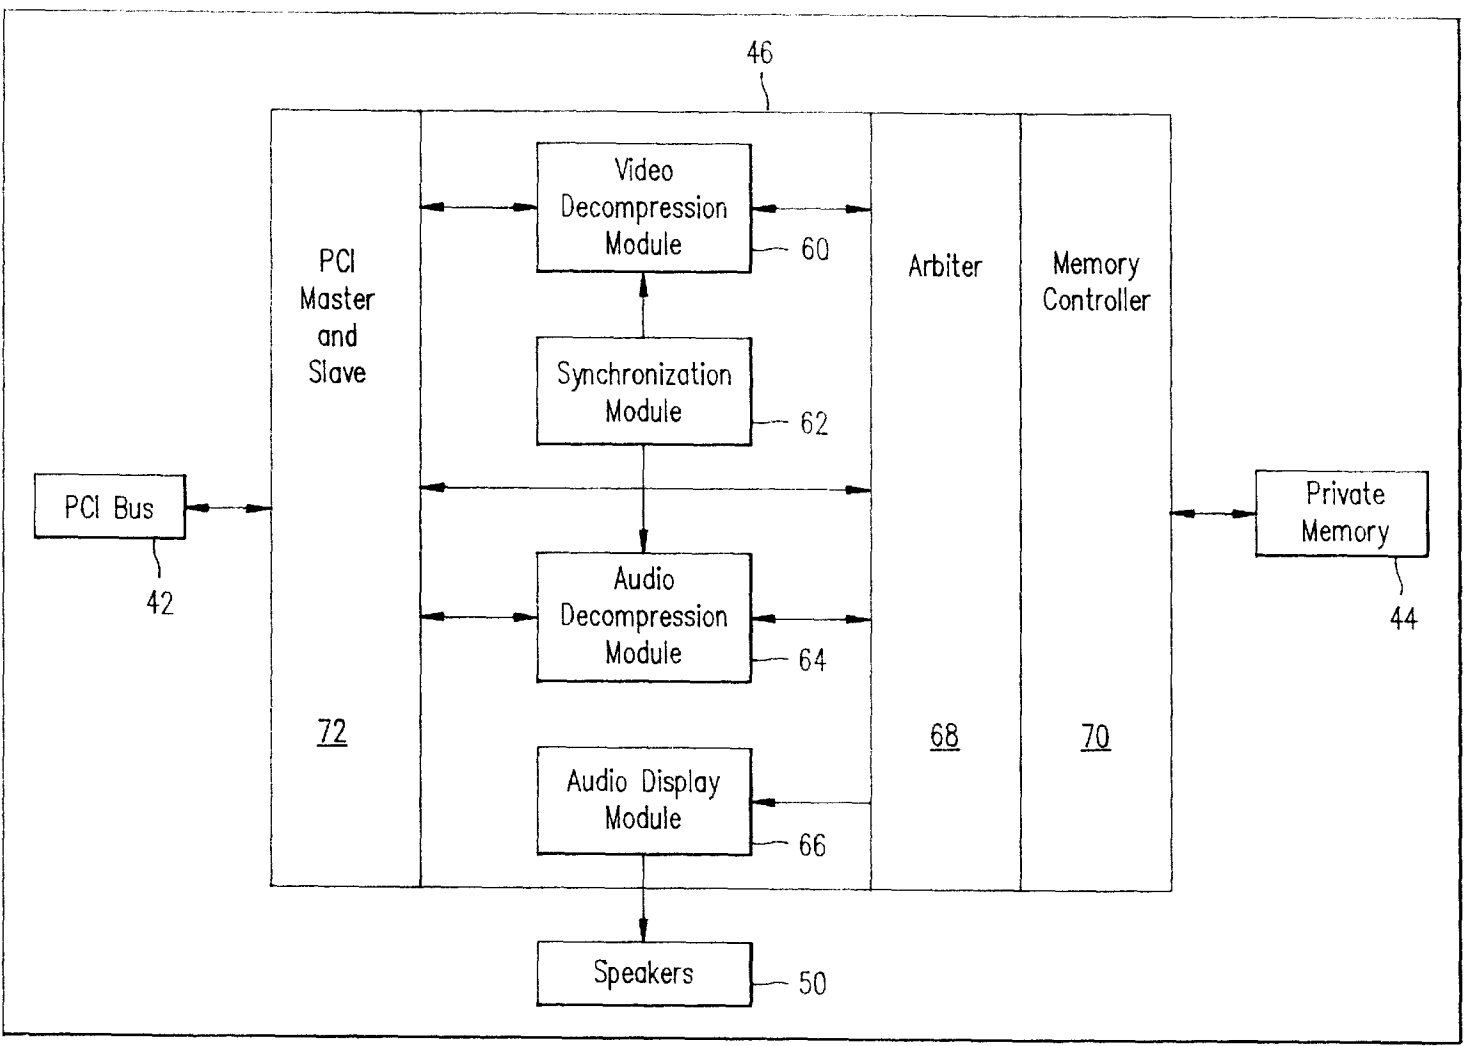 46
Video
Decompression
Module
60
PCI
Master
and
Slave
Arbiter
Memory
Controller
Synchronization
Module
62
PCI Bus
42
Private
Memory
44
Audio
Decompression
Module
64
72
68
70
Audio Display
Module
66
Speakers
50